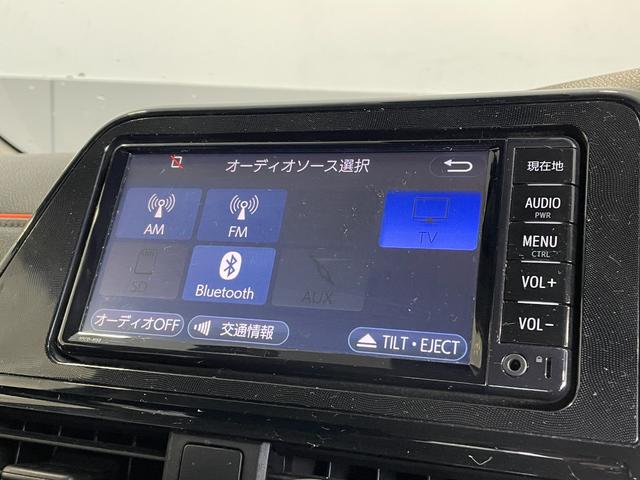 オーディオソース選択
現在地
AM
FM
TV
AUDIO
PWR
MENU
CTRL
SD
Bluetooth
AUX
VOL+
VOL-
オーディオOFF
交通情報
TILT・EJECT